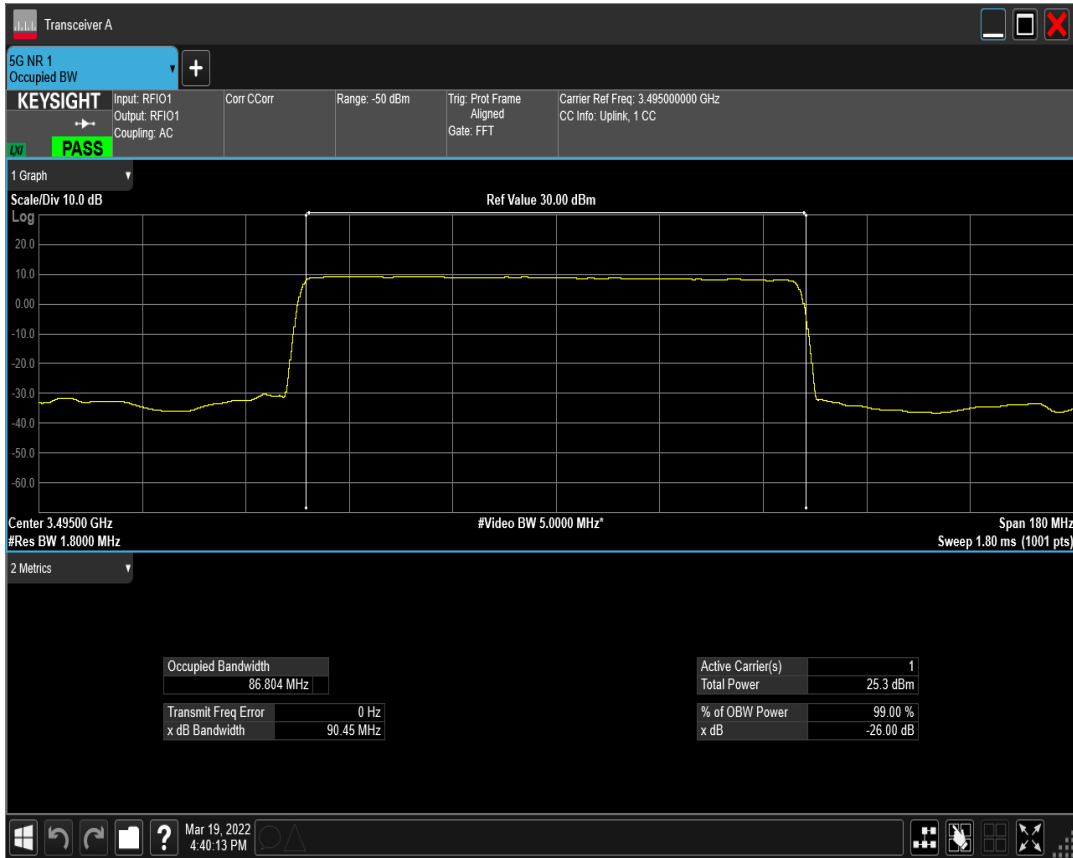 Transceiver A
5G NR 1
Occupied BW
+
KEYSIGHT
LXI
PASS
Input: RFIO1
Output: RFIO1
Coupling: AC
Corr CCorr
Range: -50 dBm
Trig: Prot Frame
Aligned
Gate: FFT
Carrier Ref Freq: 3.495000000 GHz
CC Info: Uplink, 1 CC
1 Graph
Scale/Div 10.0 dB
Ref Value 30.00 dBm
Log
20.0
10.0
0.00
-10.0
-20.0
-30.0
-40.0
-50.0
-60.0
Center 3.49500 GHz
#Video BW 5.0000 MHz*
Span 180 MHz
#Res BW 1.8000 MHz
Sweep 1.80 ms (1001 pts)
2 Metrics
Occupied Bandwidth
86.804 MHz
Transmit Freq Error 0 Hz
x dB Bandwidth 90.45 MHz
Active Carrier(s) 1
Total Power 25.3 dBm
% of OBW Power 99.00 %
x dB -26.00 dB
?
Mar 19, 2022
4:40:13 PM